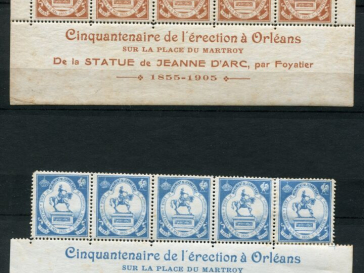 Cinquantenaire de l'érection à Orléans
SUR LA PLACE DU MARTROY
De la STATUE de JEANNE D'ARC, par Foyatier
1855-1905
Cinquantenaire de l'érection à Orléans
SUR LA PLACE DU MARTROY